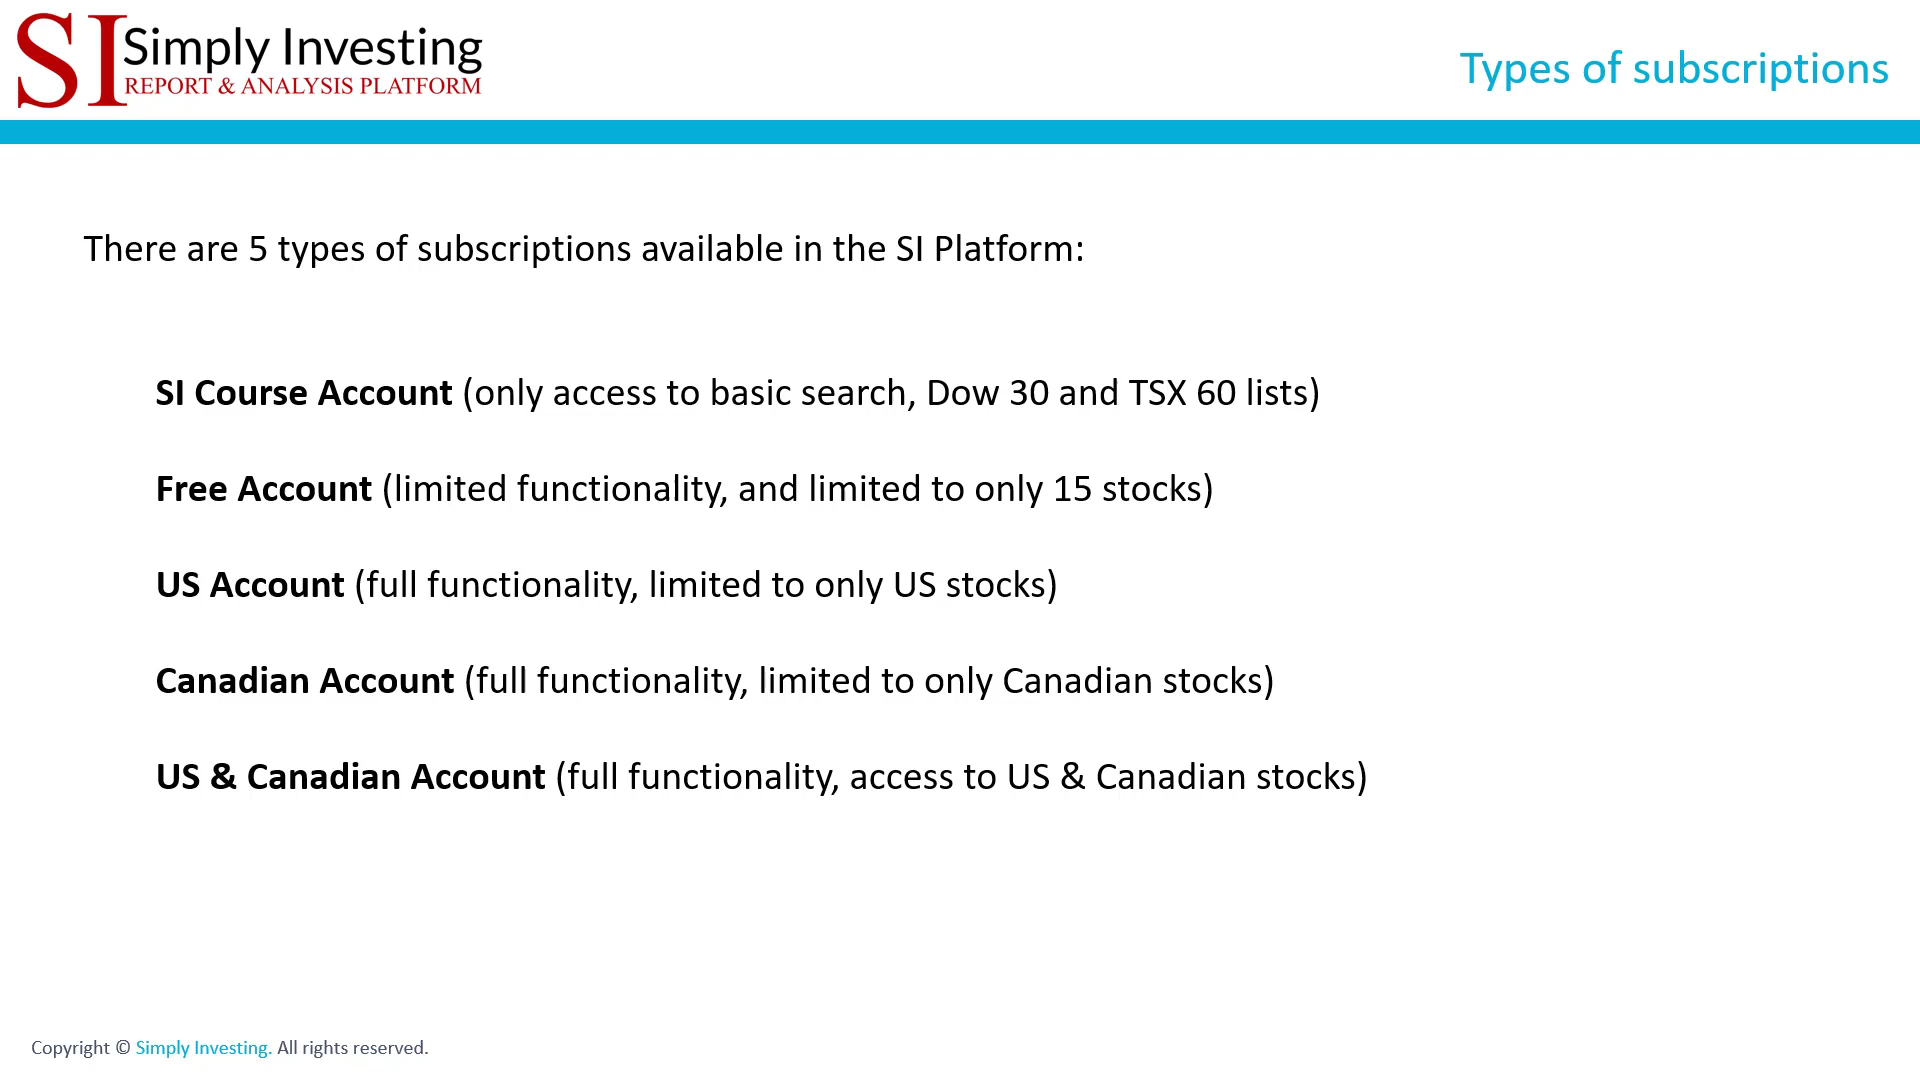 SI Simply Investing
REPORT & ANALYSIS PLATFORM
Types of subscriptions
There are 5 types of subscriptions available in the SI Platform:
SI Course Account (only access to basic search, Dow 30 and TSX 60 lists)
Free Account (limited functionality, and limited to only 15 stocks)
US Account (full functionality, limited to only US stocks)
Canadian Account (full functionality, limited to only Canadian stocks)
US & Canadian Account (full functionality, access to US & Canadian stocks)
Copyright © Simply Investing. All rights reserved.